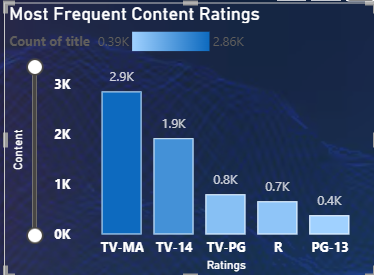 Most Frequent Content Ratings
Count of title 0.39K 2.86K
Content
3K
2K
1K
0K
2.9K
1.9K
0.8K
0.7K
0.4K
TV-MA TV-14 TV-PG R PG-13
Ratings